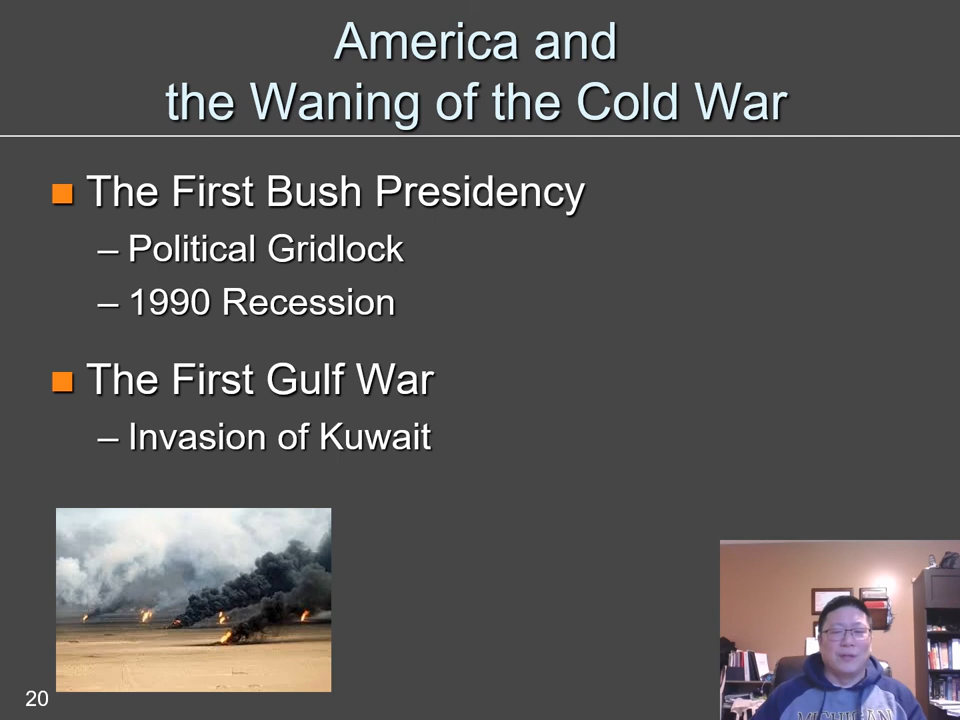 America and
the Waning of the Cold War
■ The First Bush Presidency
– Political Gridlock
– 1990 Recession
■ The First Gulf War
– Invasion of Kuwait
20
MICHIGAN